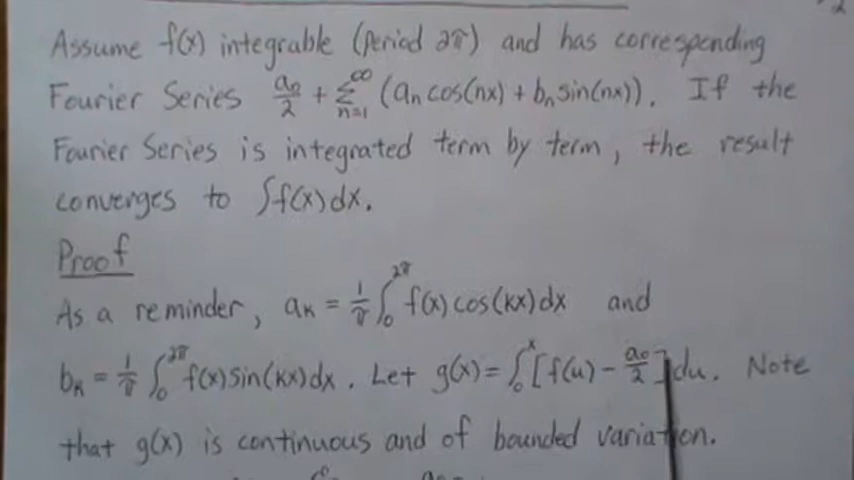 Assume f(x) integrable (Period 2π) and has corresponding
Fourier Series a₀/2 + ∑_{n=1}^{∞} (aₙ cos(nx) + bₙ sin(nx)). If the
Fourier Series is integrated term by term, the result
converges to ∫f(x)dx.
Proof
As a reminder, aₖ = 1/π ∫₀^{2π} f(x) cos(kx)dx and
bₖ = 1/π ∫₀^{2π} f(x) sin(kx)dx. Let g(x) = ∫₀^{x} [f(u) − a₀/2]du. Note
that g(x) is continuous and of bounded variation.